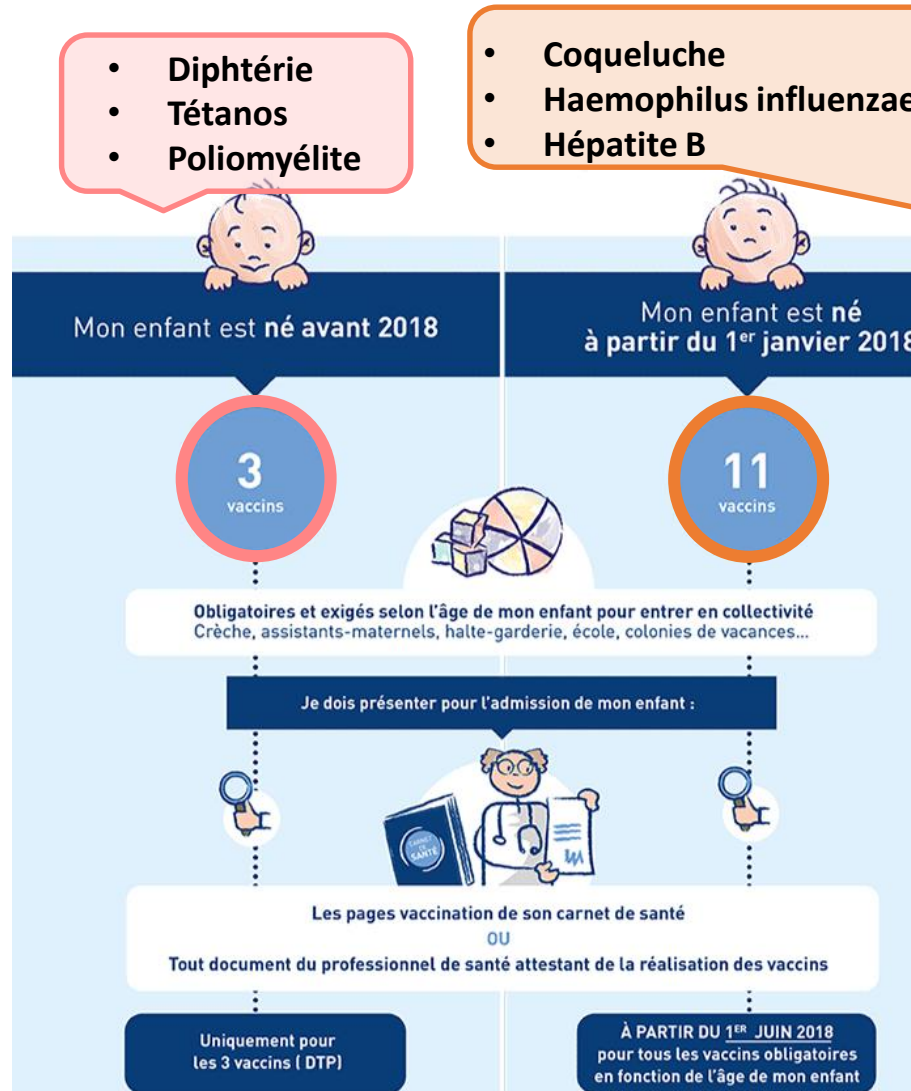 • Diphtérie
• Tétanos
• Poliomyélite
• Coqueluche
• Haemophilus influenzae
• Hépatite B
Mon enfant est né avant 2018
Mon enfant est né
à partir du 1er janvier 2018
3
vaccins
11
vaccins
Obligatoires et exigés selon l'âge de mon enfant pour entrer en collectivité
Crèche, assistants-maternels, halte-garderie, école, colonies de vacances...
Je dois présenter pour l'admission de mon enfant :
CARNET
DE
SANTÉ
Les pages vaccination de son carnet de santé
OU
Tout document du professionnel de santé attestant de la réalisation des vaccins
Uniquement pour
les 3 vaccins ( DTP)
À PARTIR DU 1ER JUIN 2018
pour tous les vaccins obligatoires
en fonction de l'âge de mon enfant